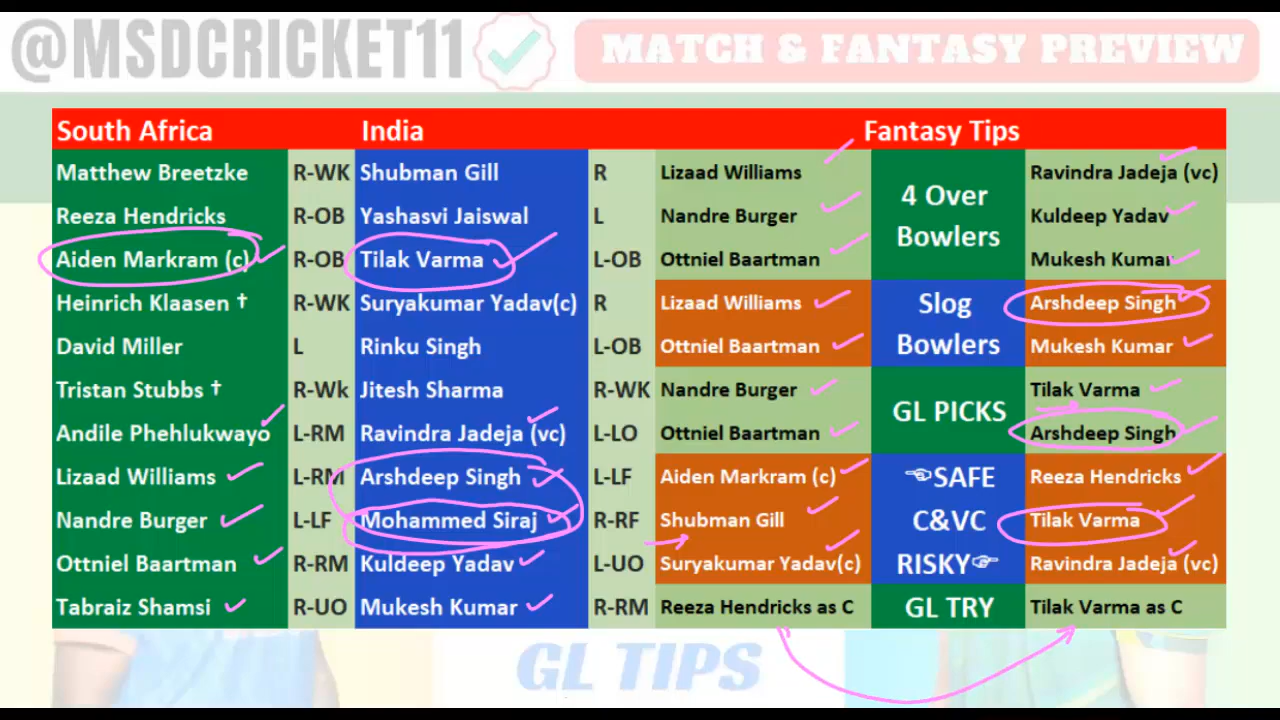 @MSDCRICKET11 MATCH & FANTASY PREVIEW
South Africa India Fantasy Tips
Matthew Breetzke R-WK Shubman Gill R Lizaad Williams 4 Over Ravindra Jadeja (vc)
Reeza Hendricks R-OB Yashasvi Jaiswal L Nandre Burger Bowlers Kuldeep Yadav
Aiden Markram (c) R-OB Tilak Varma L-OB Ottniel Baartman Mukesh Kumar
Heinrich Klaasen † R-WK Suryakumar Yadav(c) R Lizaad Williams Slog Arshdeep Singh
David Miller L Rinku Singh L-OB Ottniel Baartman Bowlers Mukesh Kumar
Tristan Stubbs † R-Wk Jitesh Sharma R-WK Nandre Burger GL PICKS Tilak Varma
Andile Phehlukwayo L-RM Ravindra Jadeja (vc) L-LO Ottniel Baartman Arshdeep Singh
Lizaad Williams L-RM Arshdeep Singh L-LF Aiden Markram (c) ☜SAFE Reeza Hendricks
Nandre Burger L-LF Mohammed Siraj R-RF Shubman Gill C&VC Tilak Varma
Ottniel Baartman R-RM Kuldeep Yadav L-UO Suryakumar Yadav(c) RISKY☞ Ravindra Jadeja (vc)
Tabraiz Shamsi R-UO Mukesh Kumar R-RM Reeza Hendricks as C GL TRY Tilak Varma as C
GL TIPS